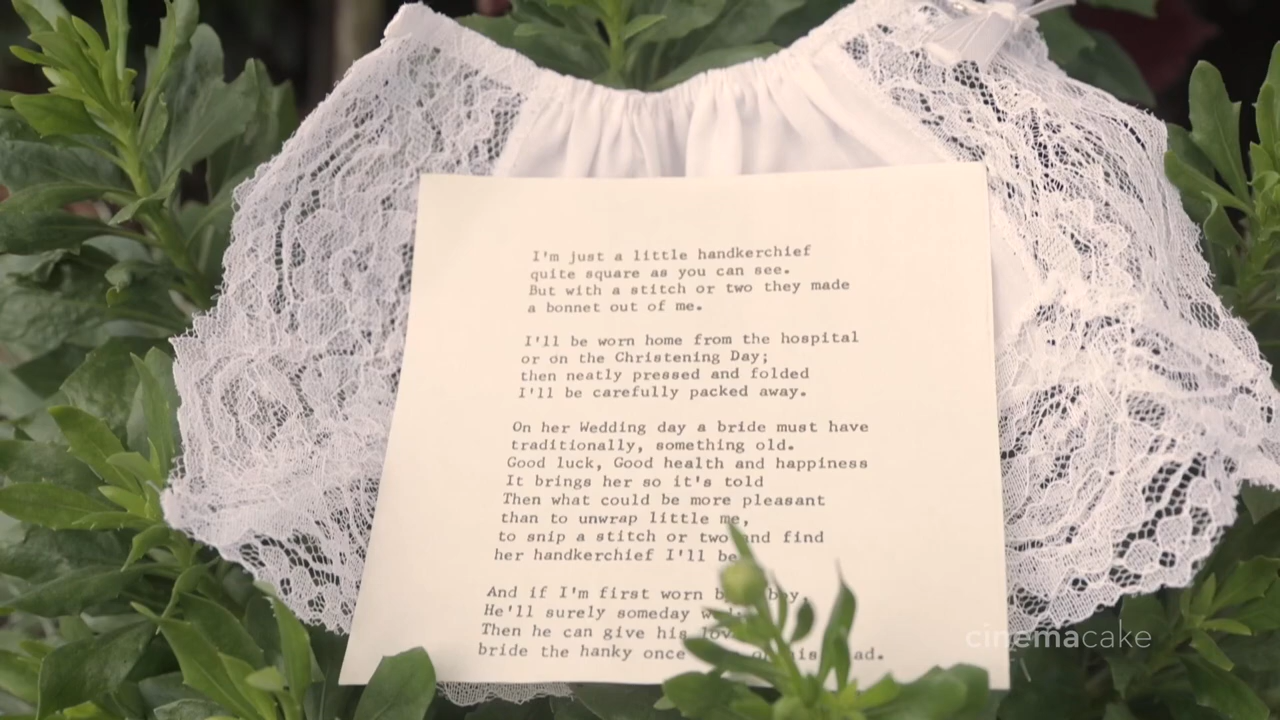 I'm just a little handkerchief
quite square as you can see.
But with a stitch or two they made
a bonnet out of me.
I'll be worn home from the hospital
or on the Christening Day;
then neatly pressed and folded
I'll be carefully packed away.
On her Wedding day a bride must have
traditionally, something old.
Good luck, Good health and happiness
It brings her so it's told
Then what could be more pleasant
than to unwrap little me,
to snip a stitch or two and find
her handkerchief I'll be
And if I'm first worn boy,
He'll surely someday
Then he can give his
bride the hanky once his
cinemacake